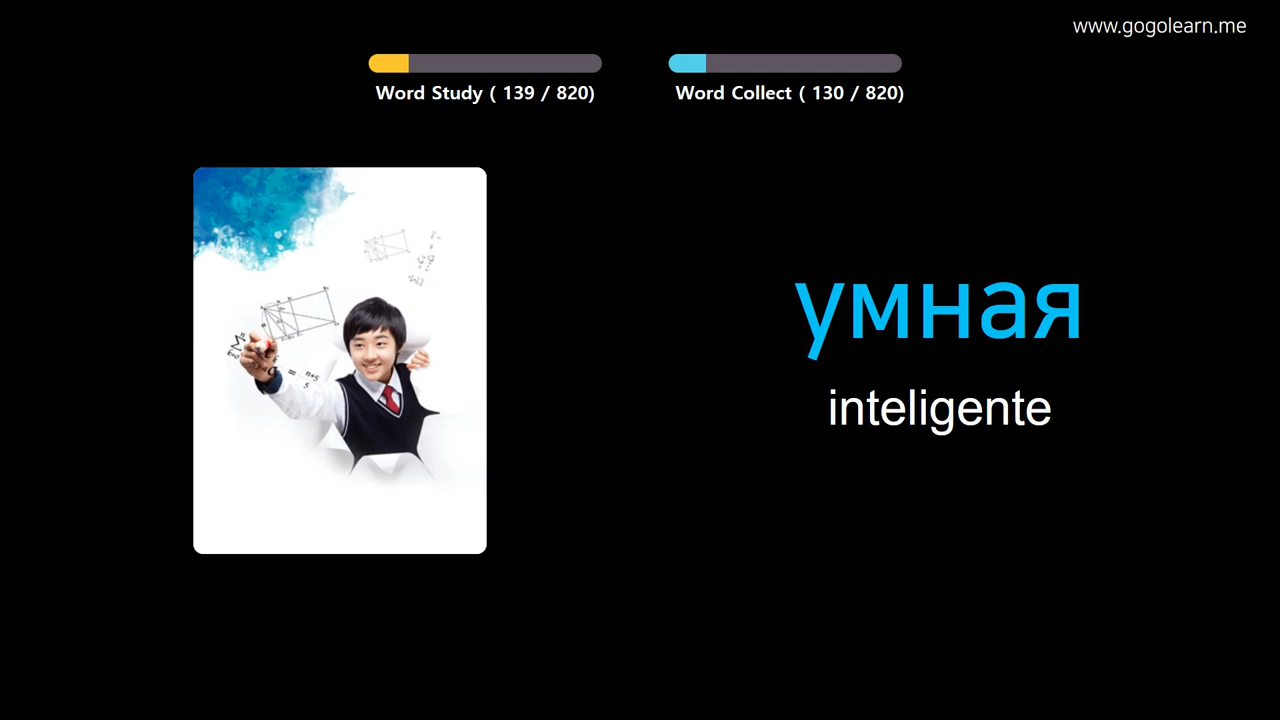 www.gogolearn.me
Word Study ( 139 / 820)
Word Collect ( 130 / 820)
умная
inteligente